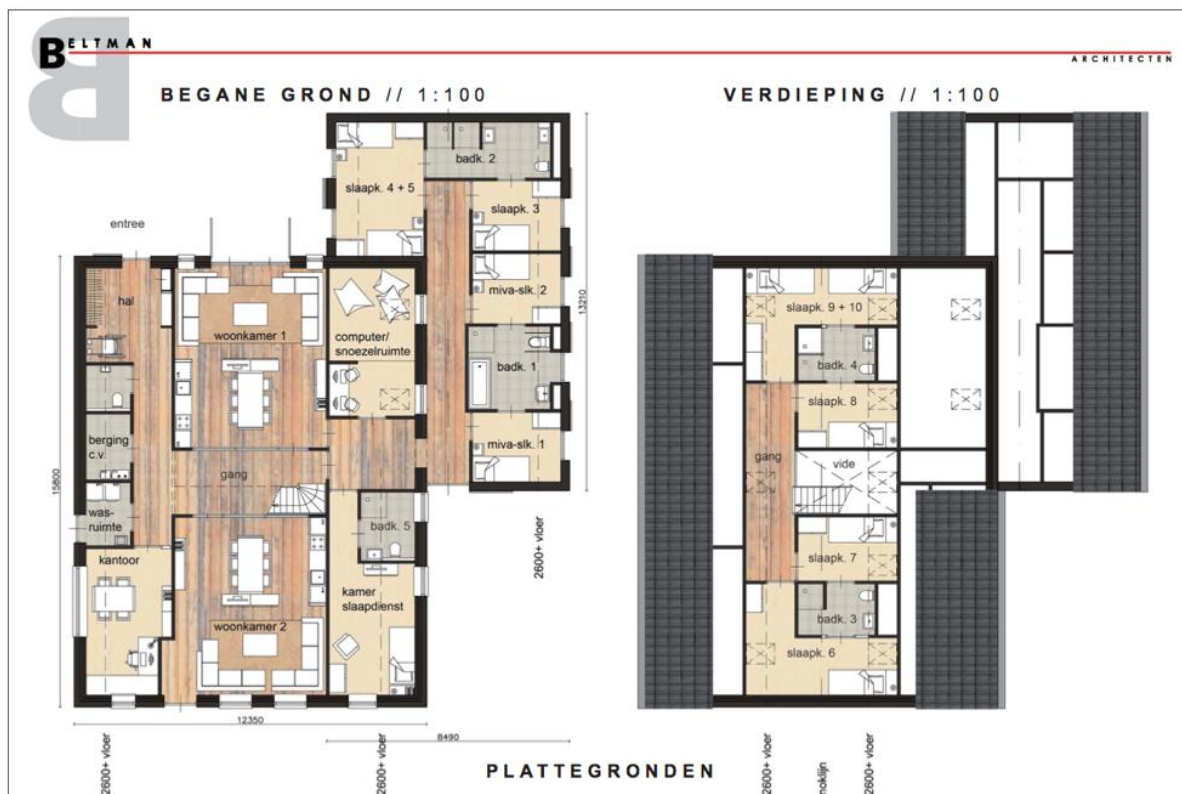 BELTMAN
ARCHITECTEN
BEGANE GROND // 1:100
VERDIEPING // 1:100
badk. 2
slaapk. 4 + 5
slaapk. 3
entree
hal
woonkamer 1
computer/
snoezelruimte
miva-slk. 2
badk. 1
miva-slk. 1
13210
berging
c.v.
gang
was-
ruimte
badk. 5
kantoor
kamer
slaapdienst
woonkamer 2
15800
12350
8490
2600+ vloer
2600+ vloer
2600+ vloer
slaapk. 9 + 10
badk. 4
slaapk. 8
gang
vide
slaapk. 7
badk. 3
slaapk. 6
2600+ vloer
noklijn
2600+ vloer
PLATTEGRONDEN